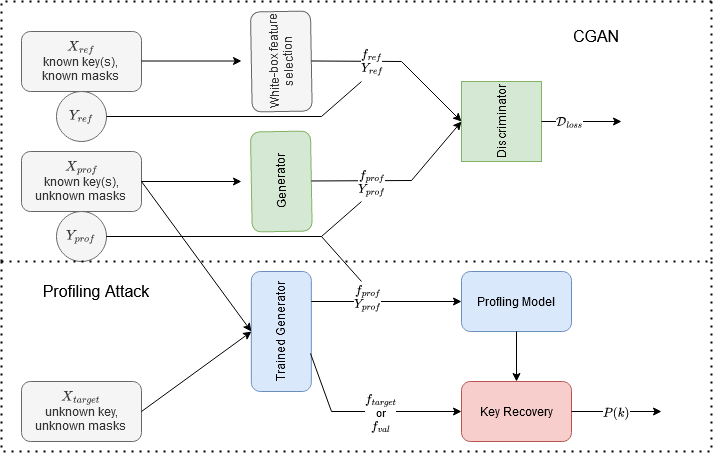 CGAN
X_ref
known key(s),
known masks
Y_ref
White-box feature
selection
f_ref
Y_ref
Discriminator
D_loss
X_prof
known key(s),
unknown masks
Y_prof
Generator
f_prof
Y_prof
Profiling Attack
Trained Generator
f_prof
Y_prof
Profling Model
X_target
unknown key,
unknown masks
f_target
or
f_val
Key Recovery
P(k)